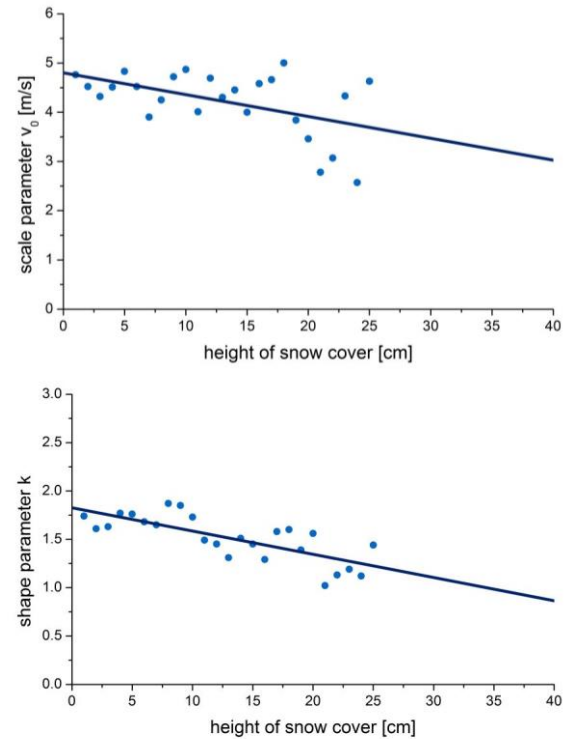 6
5
4
3
2
1
0
scale parameter v₀ [m/s]
0 5 10 15 20 25 30 35 40
height of snow cover [cm]
3.0
2.5
2.0
1.5
1.0
0.5
0.0
shape parameter k
0 5 10 15 20 25 30 35 40
height of snow cover [cm]